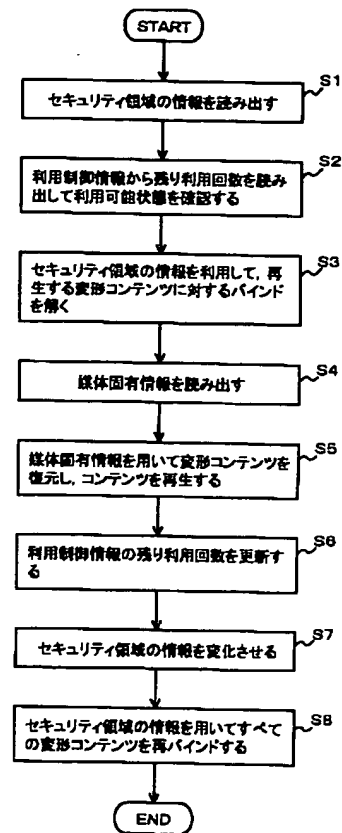 START
S1
セキュリティ領域の情報を読み出す
S2
利用制御情報から残り利用回数を読み
出して利用可能状態を確認する
S3
セキュリティ領域の情報を利用して，再
生する変形コンテンツに対するバインド
を解く
S4
媒体固有情報を読み出す
S5
媒体固有情報を用いて変形コンテンツを
復元し，コンテンツを再生する
S6
利用制御情報の残り利用回数を更新す
る
S7
セキュリティ領域の情報を変化させる
S8
セキュリティ領域の情報を用いてすべて
の変形コンテンツを再バインドする
END